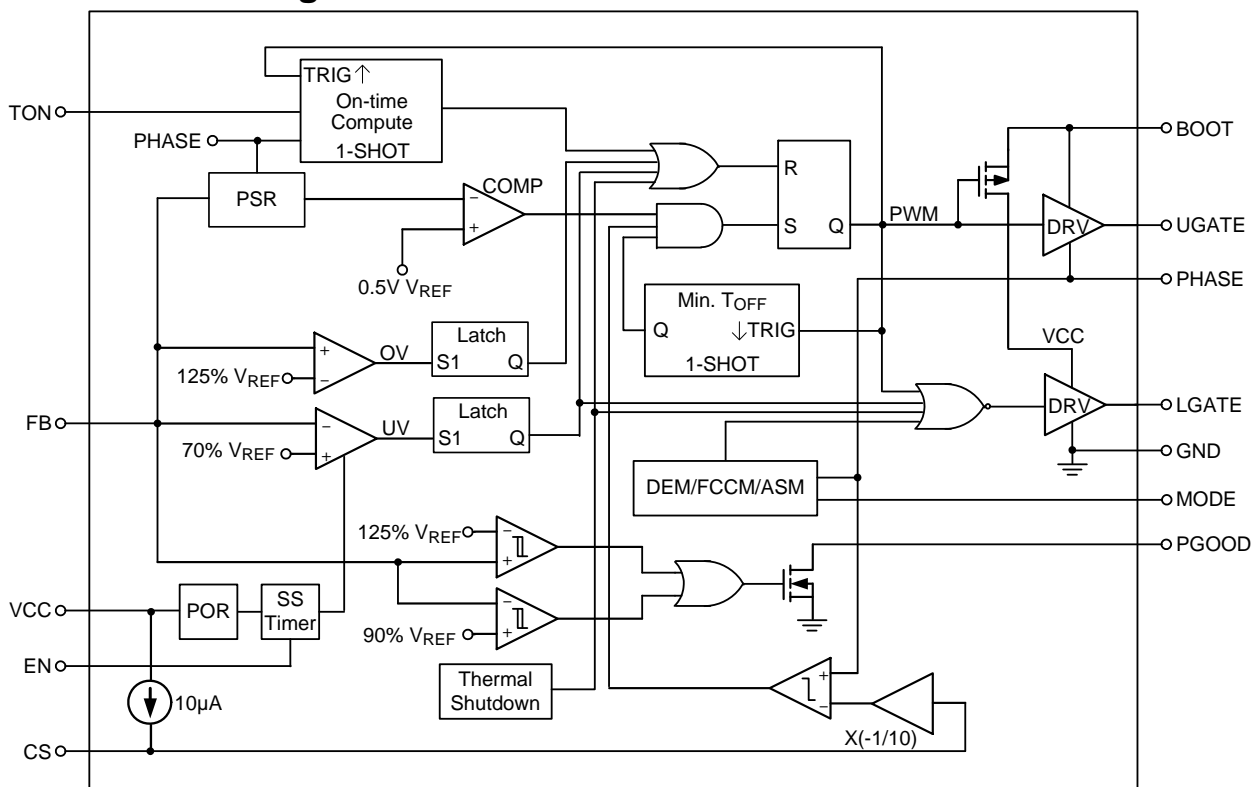 TRIG↑
On-time
Compute
1-SHOT
TON
PHASE
PSR
COMP
−
+
0.5V VREF
R
S
Q
PWM
BOOT
DRV
UGATE
PHASE
Min. TOFF
Q
↓TRIG
1-SHOT
VCC
+
−
OV
125% VREF
Latch
S1
Q
FB
−
+
UV
70% VREF
Latch
S1
Q
DRV
LGATE
GND
DEM/FCCM/ASM
MODE
125% VREF
−
+
PGOOD
−
+
90% VREF
VCC
POR
SS
Timer
EN
10µA
Thermal
Shutdown
+
−
X(-1/10)
CS